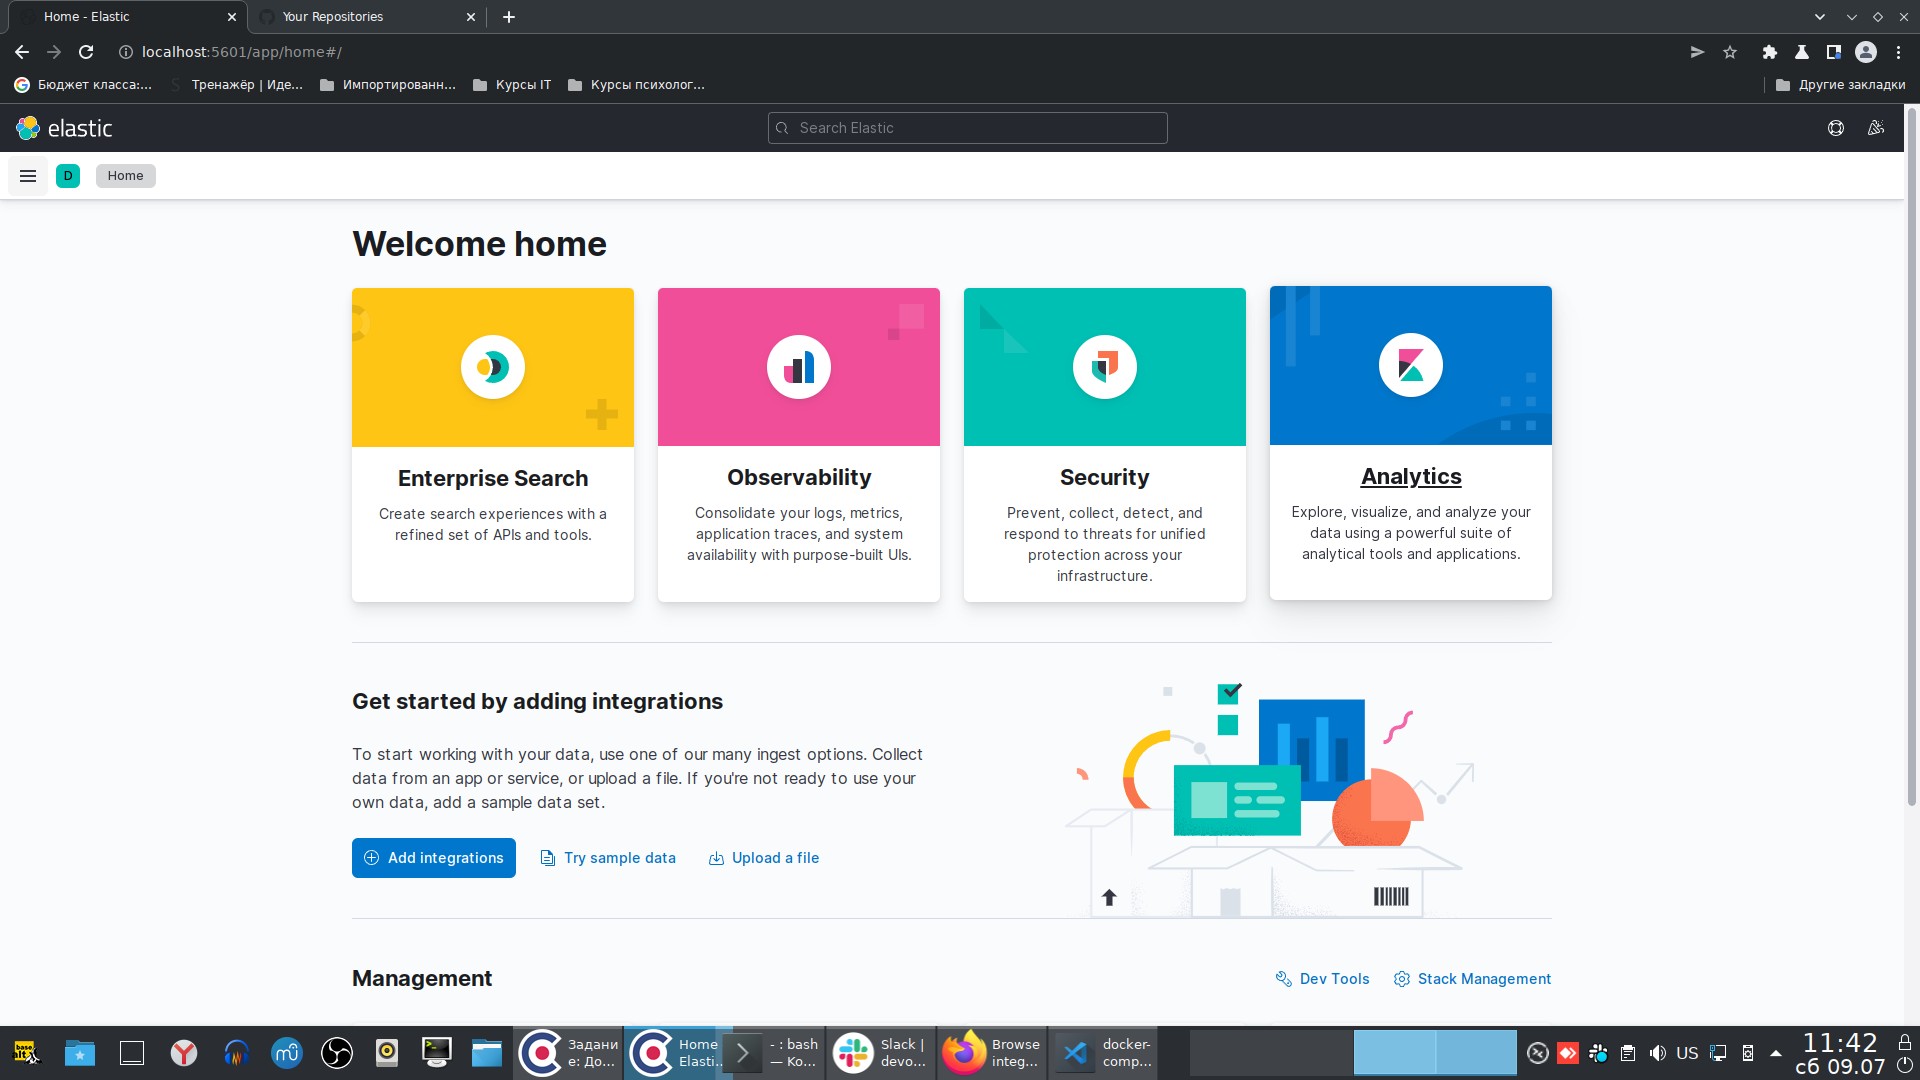 Home - Elastic
Your Repositories
localhost:5601/app/home#/
Бюджет класса:...
Тренажёр | Иде...
Импортированн...
Курсы IT
Курсы психолог...
Другие закладки
elastic
Search Elastic
D
Home
Welcome home
Enterprise Search
Create search experiences with a
refined set of APIs and tools.
Observability
Consolidate your logs, metrics,
application traces, and system
availability with purpose-built UIs.
Security
Prevent, collect, detect, and
respond to threats for unified
protection across your
infrastructure.
Analytics
Explore, visualize, and analyze your
data using a powerful suite of
analytical tools and applications.
Get started by adding integrations
To start working with your data, use one of our many ingest options. Collect
data from an app or service, or upload a file. If you're not ready to use your
own data, add a sample data set.
Add integrations
Try sample data
Upload a file
Management
Dev Tools
Stack Management
base
alt
Задани
е: До...
Home
Elasti...
- : bash
— Ko...
Slack |
devo...
Browse
integ...
docker-
comp...
US
11:42
сб 09.07